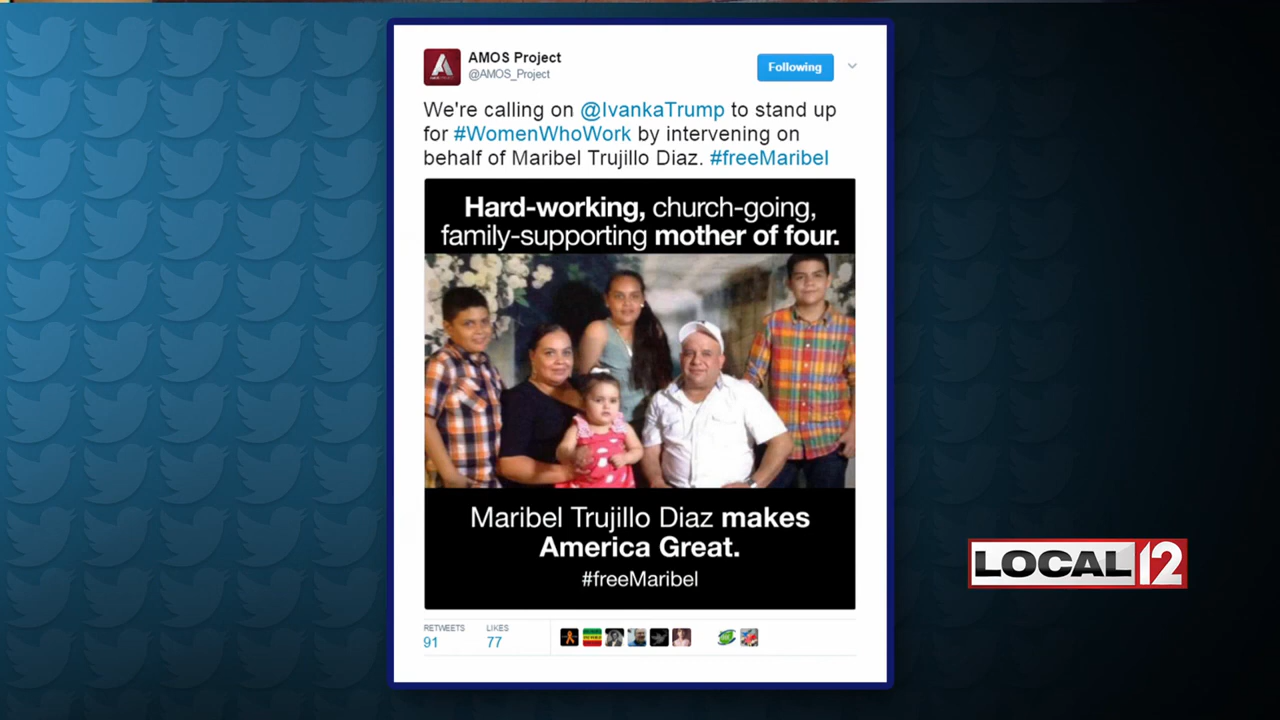 AMOS Project
@AMOS_Project
Following
We're calling on @IvankaTrump to stand up
for #WomenWhoWork by intervening on
behalf of Maribel Trujillo Diaz. #freeMaribel
Hard-working, church-going,
family-supporting mother of four.
Maribel Trujillo Diaz makes
America Great.
#freeMaribel
RETWEETS LIKES
91 77
LOCAL 12